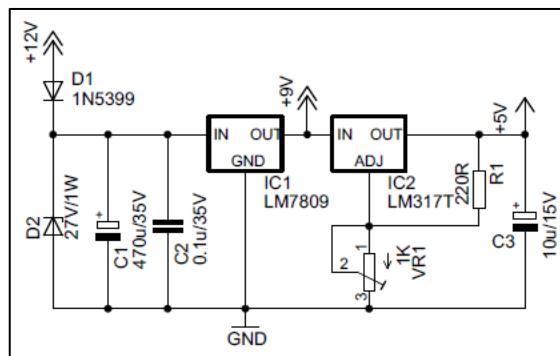 +12V
D1
1N5399
+9V
+5V
IN OUT
GND
IC1
LM7809
IN OUT
ADJ
IC2
LM317T
220R
R1
D2
27V/1W
+
C1
470u/35V
C2
0.1u/35V
1
2
3
1K
VR1
+
C3
10u/15V
GND